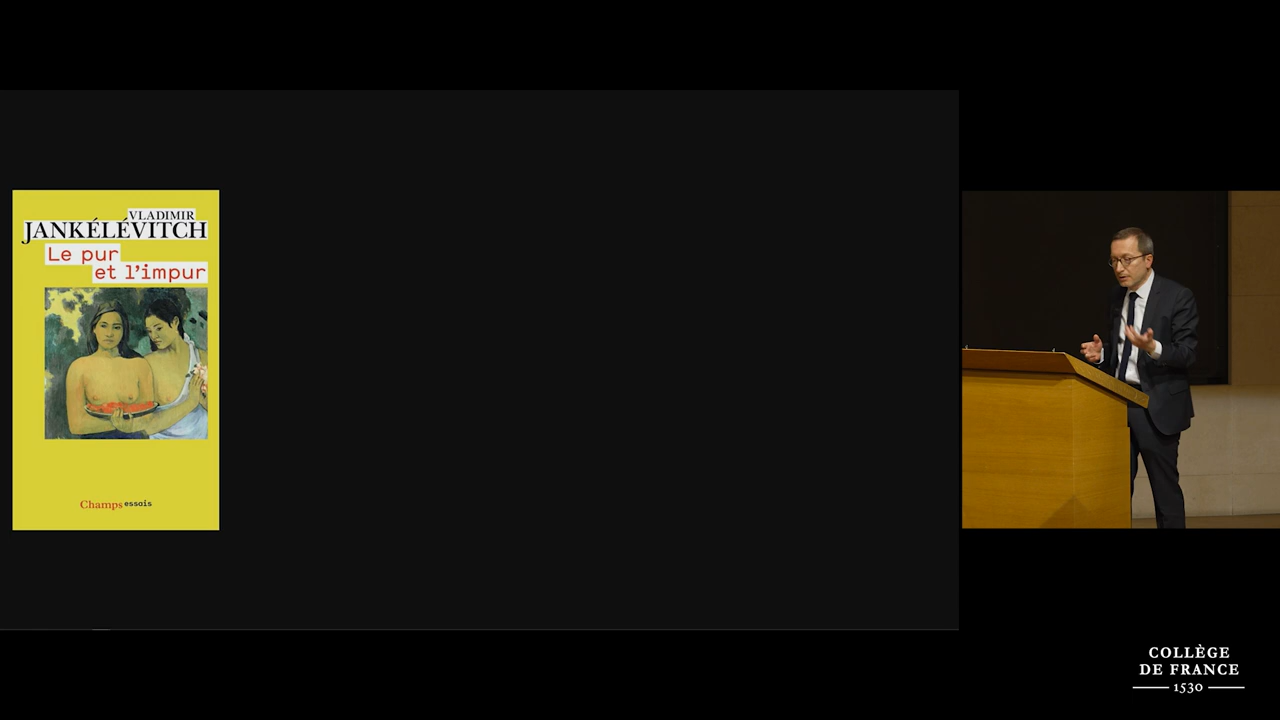 VLADIMIR
JANKÉLÉVITCH
Le pur
et l'impur
Champs essais
COLLÈGE
DE FRANCE
1530